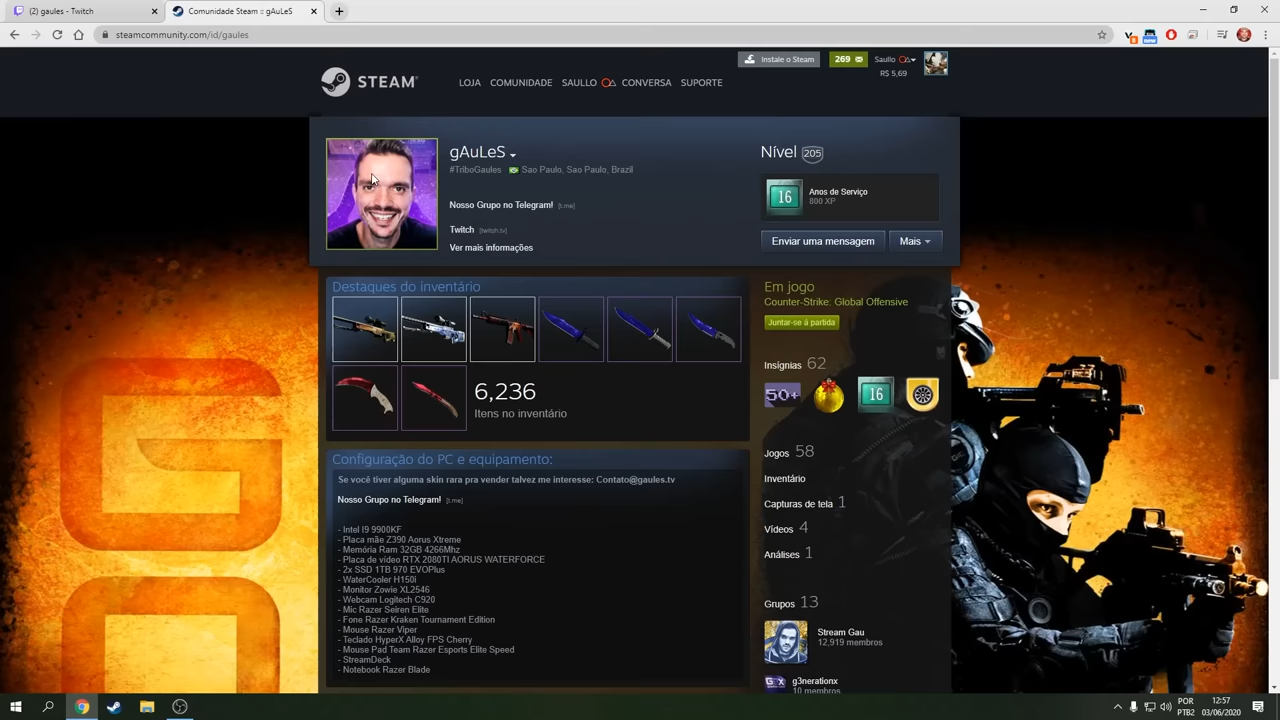 (2) gaules - Twitch
Comunidade Steam :: gAuLeS
steamcommunity.com/id/gaules
Instale o Steam
269
Saullo
R$ 5,69
STEAM
LOJA COMUNIDADE SAULLO CONVERSA SUPORTE
gAuLeS
#TriboGaules Sao Paulo, Sao Paulo, Brazil
Nosso Grupo no Telegram! [t.me]
Twitch [twitch.tv]
Ver mais informações
Nível 205
16
Anos de Serviço
800 XP
Enviar uma mensagem
Mais
Destaques do inventário
6,236
Itens no inventário
Configuração do PC e equipamento:
Se você tiver alguma skin rara pra vender talvez me interesse: Contato@gaules.tv
Nosso Grupo no Telegram! [t.me]
- Intel I9 9900KF
- Placa mãe Z390 Aorus Xtreme
- Memória Ram 32GB 4266Mhz
- Placa de vídeo RTX 2080TI AORUS WATERFORCE
- 2x SSD 1TB 970 EVOPlus
- WaterCooler H150i
- Monitor Zowie XL2546
- Webcam Logitech C920
- Mic Razer Seiren Elite
- Fone Razer Kraken Tournament Edition
- Mouse Razer Viper
- Teclado HyperX Alloy FPS Cherry
- Mouse Pad Team Razer Esports Elite Speed
- StreamDeck
- Notebook Razer Blade
Em jogo
Counter-Strike: Global Offensive
Juntar-se à partida
Insígnias 62
50+
16
Jogos 58
Inventário
Capturas de tela 1
Vídeos 4
Análises 1
Grupos 13
Stream Gau
12,919 membros
g3nerationx
10 membros
POR
PTB2
12:57
03/06/2020